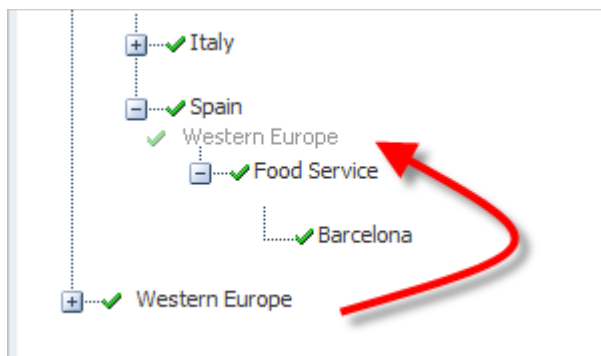 Italy
Spain
Western Europe
Food Service
Barcelona
Western Europe